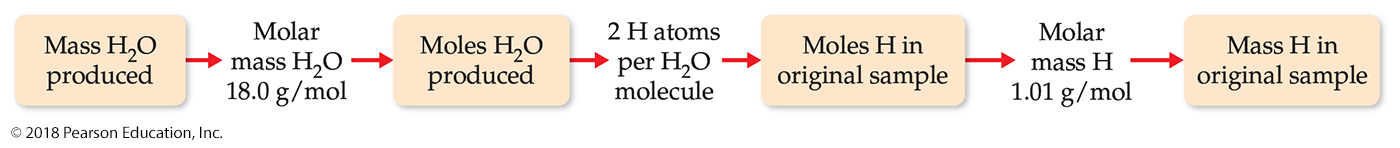 Mass H₂O
produced
Molar
mass H₂O
18.0 g/mol
Moles H₂O
produced
2 H atoms
per H₂O
molecule
Moles H in
original sample
Molar
mass H
1.01 g/mol
Mass H in
original sample
© 2018 Pearson Education, Inc.